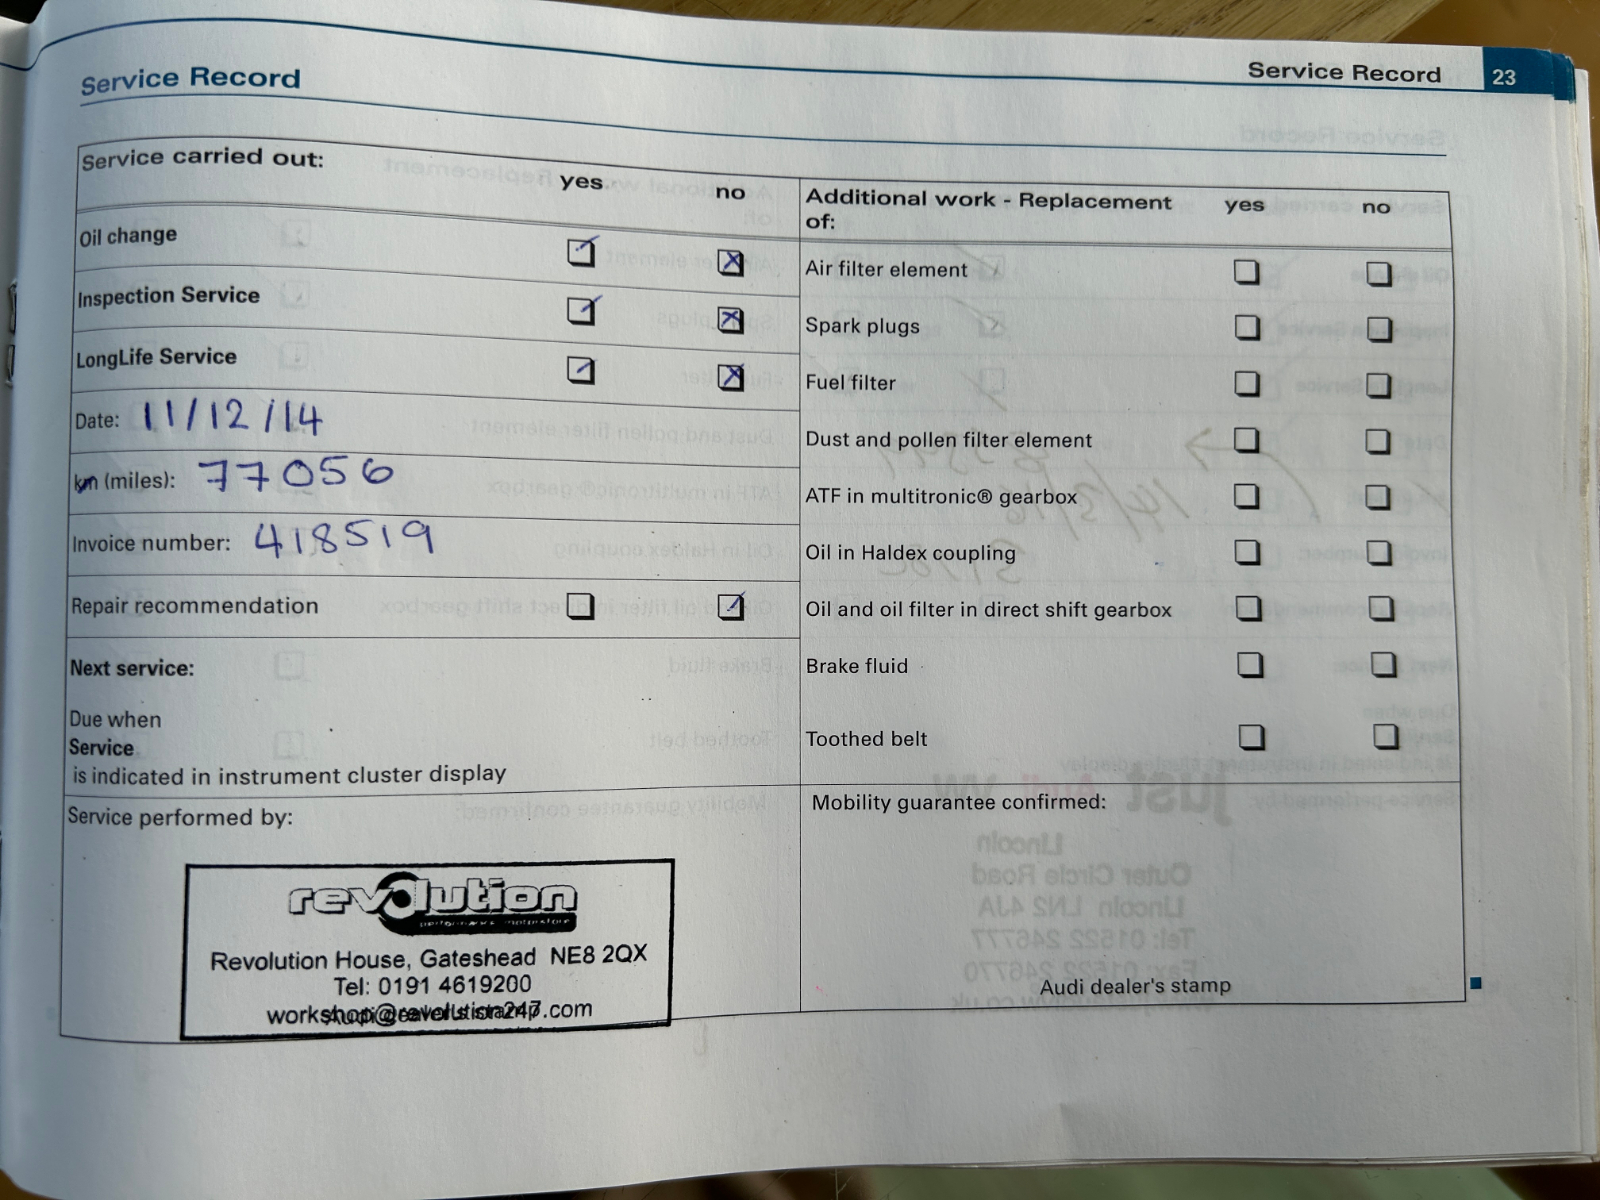 Service Record
Service Record 23
Service carried out: yes no
Oil change
Inspection Service
LongLife Service
Date: 11/12/14
km (miles): 77056
Invoice number: 418519
Repair recommendation
Next service:
Due when
Service
is indicated in instrument cluster display
Service performed by:
revolution
Revolution House, Gateshead NE8 2QX
Tel: 0191 4619200
workshop@revolution247.com
Additional work - Replacement of: yes no
Air filter element
Spark plugs
Fuel filter
Dust and pollen filter element
ATF in multitronic® gearbox
Oil in Haldex coupling
Oil and oil filter in direct shift gearbox
Brake fluid
Toothed belt
Mobility guarantee confirmed:
Audi dealer's stamp